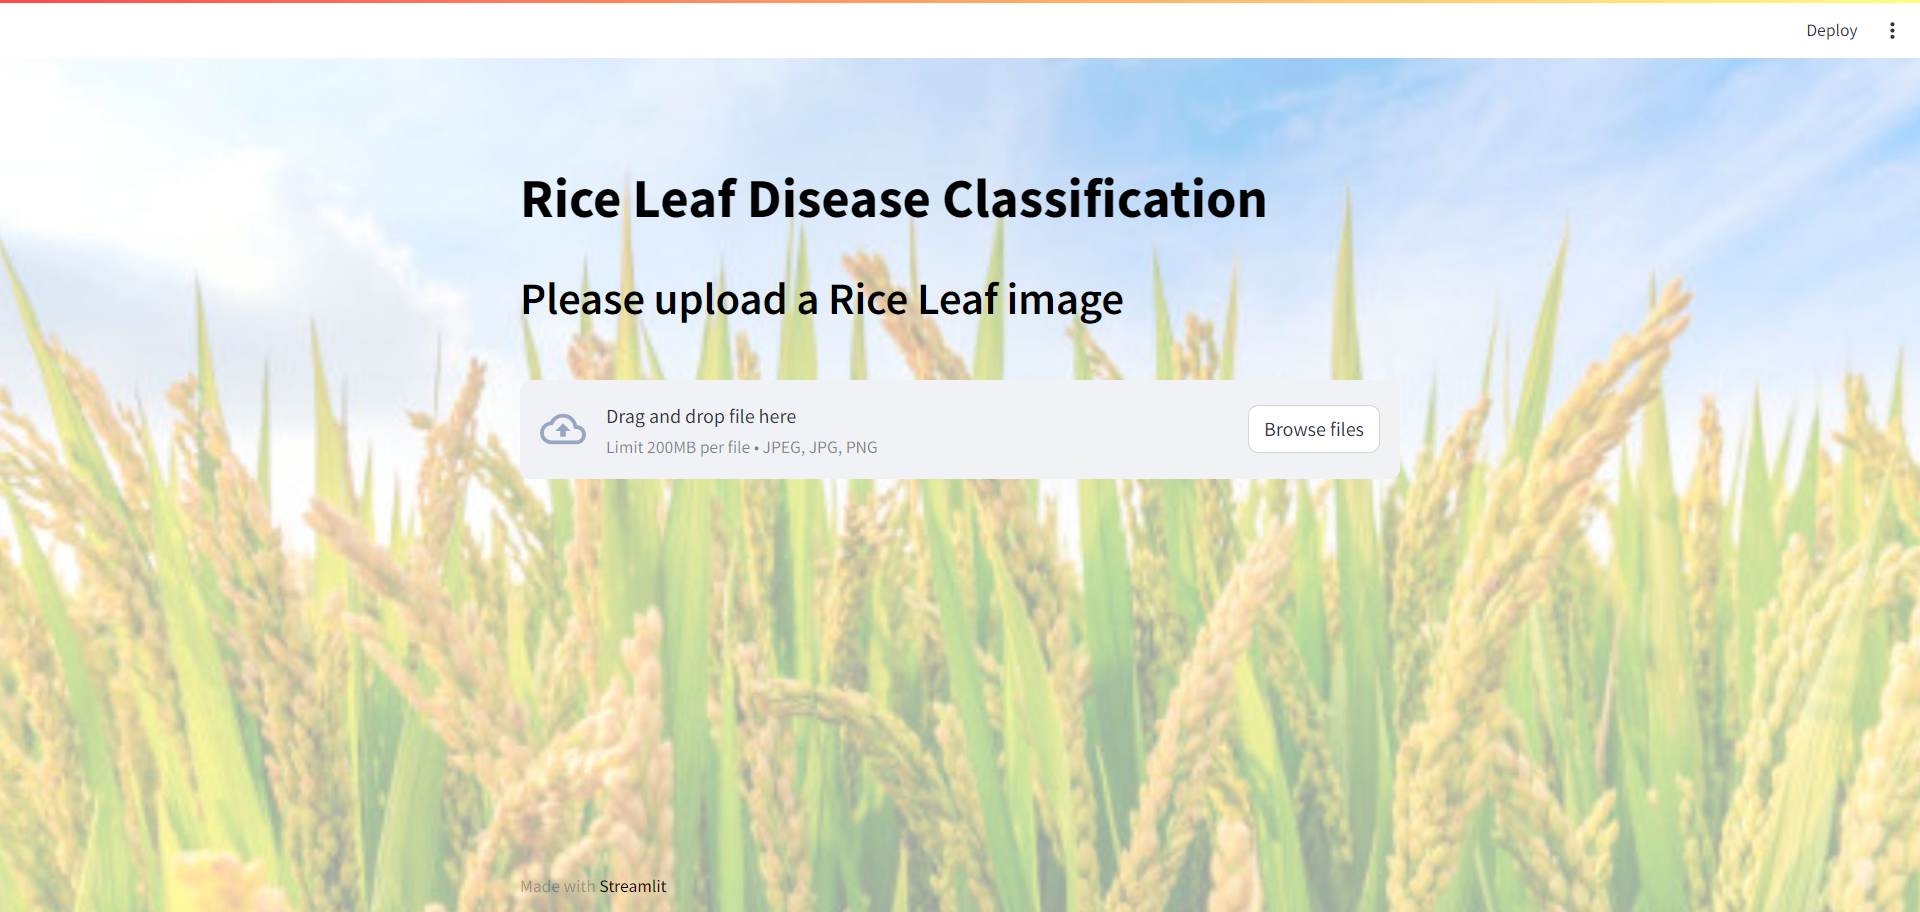 Deploy
Rice Leaf Disease Classification
Please upload a Rice Leaf image
Drag and drop file here
Limit 200MB per file • JPEG, JPG, PNG
Browse files
Made with Streamlit